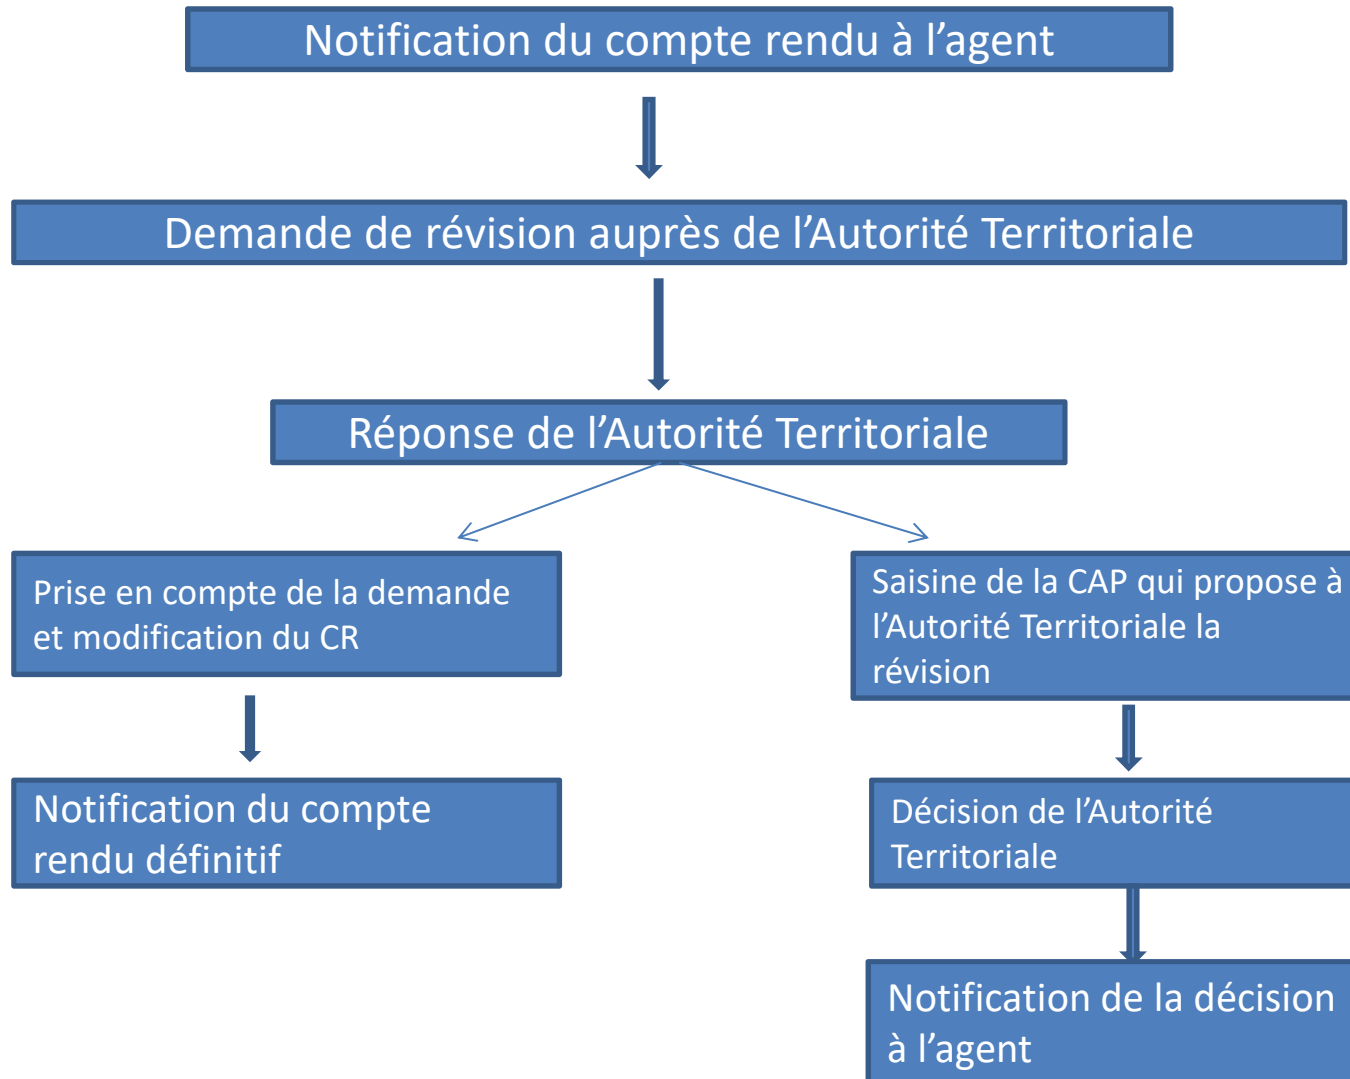 Notification du compte rendu à l’agent
Demande de révision auprès de l’Autorité Territoriale
Réponse de l’Autorité Territoriale
Prise en compte de la demande
et modification du CR
Saisine de la CAP qui propose à
l’Autorité Territoriale la
révision
Notification du compte
rendu définitif
Décision de l’Autorité
Territoriale
Notification de la décision
à l’agent